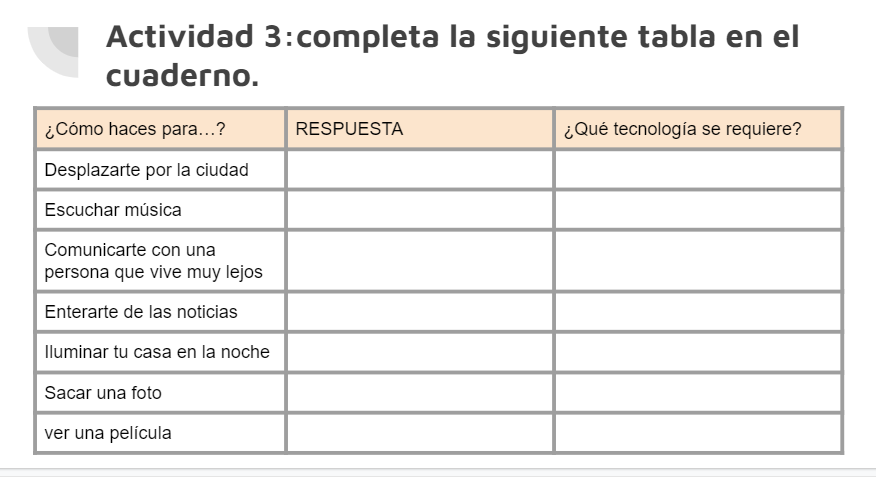 Actividad 3:completa la siguiente tabla en el
cuaderno.
¿Cómo haces para...?
RESPUESTA
¿Qué tecnología se requiere?
Desplazarte por la ciudad
Escuchar música
Comunicarte con una
persona que vive muy lejos
Enterarte de las noticias
Iluminar tu casa en la noche
Sacar una foto
ver una película